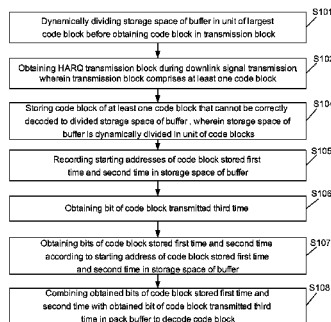 S101
Dynamically dividing storage space of buffer in unit of largest
code block before obtaining code block in transmission block
S102
Obtaining HARQ transmission block during downlink signal transmission,
wherein transmission block comprises at least one code block
S104
Storing code block of at least one code block that cannot be correctly
decoded to divided storage space of buffer, wherein storage space of
buffer is dynamically divided in unit of code blocks
S105
Recording starting addresses of code block stored first
time and second time in storage space of buffer
S106
Obtaining bit of code block transmitted third time
S107
Obtaining bits of code block stored first time and second time
according to starting address of code block stored first time
and second time in storage space of buffer
S108
Combining obtained bits of code block stored first time and
second time with obtained bit of code block transmitted third
time in pack buffer to decode code block